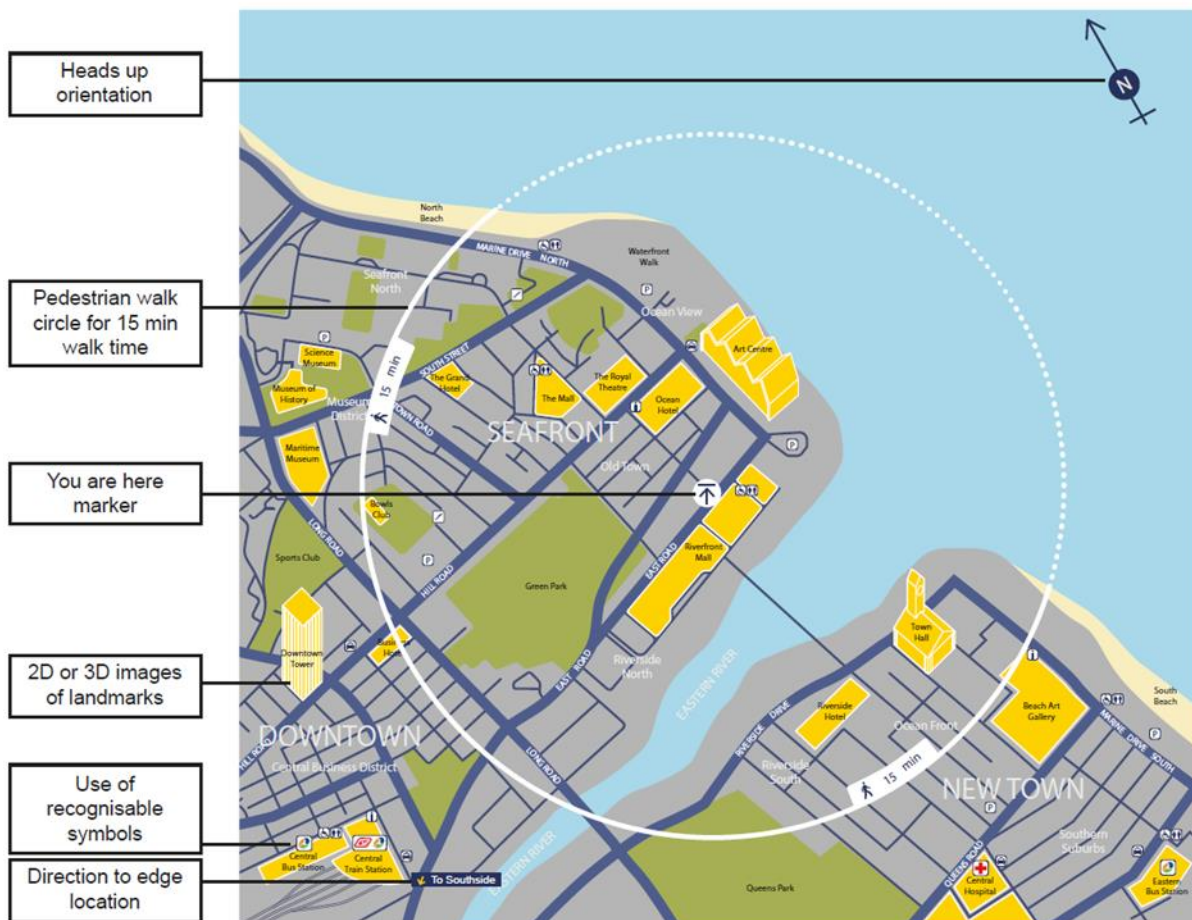 Heads up
orientation
Pedestrian walk
circle for 15 min
walk time
You are here
marker
2D or 3D images
of landmarks
Use of
recognisable
symbols
Direction to edge
location
N
North
Beach
MARINE DRIVE NORTH
Waterfront
Walk
Seafront
North
P
Ocean View
P
Science
Museum
Art Centre
SOUTH STREET
The Royal
Theatre
The Grand
Hotel
Museum of
History
15 min
The Mall
Ocean
Hotel
Museum
District
TOWN ROAD
SEAFRONT
Maritime
Museum
P
Old Town
Bowls
Club
LONG ROAD
Riverfront
Mall
Sports Club
P
EAST ROAD
HILL ROAD
Green Park
Town
Hall
Downtown
Tower
Riverside
North
EAST ROAD
EASTERN RIVER
South
Beach
Riverside
Hotel
Beach Art
Gallery
MARINE DRIVE SOUTH
RIVERSIDE DRIVE
Ocean Front
P
DOWNTOWN
HILL ROAD
Central Business District
LONG ROAD
Riverside
South
15 min
NEW TOWN
P
Southern
Suburbs
Central
Bus Station
Central
Train Station
To Southside
EASTERN RIVER
QUEENS ROAD
Queens Park
Central
Hospital
Eastern
Bus Station